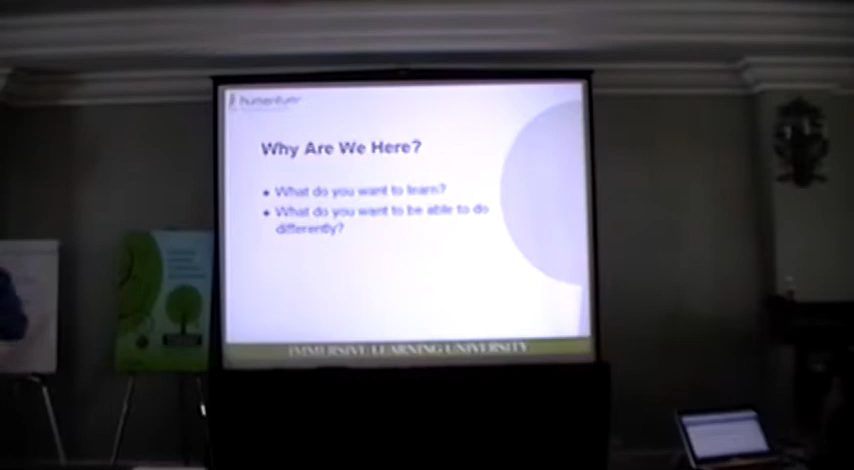 humentum
Why Are We Here?
• What do you want to learn?
• What do you want to be able to do
differently?
IMMERSIVE LEARNING UNIVERSITY